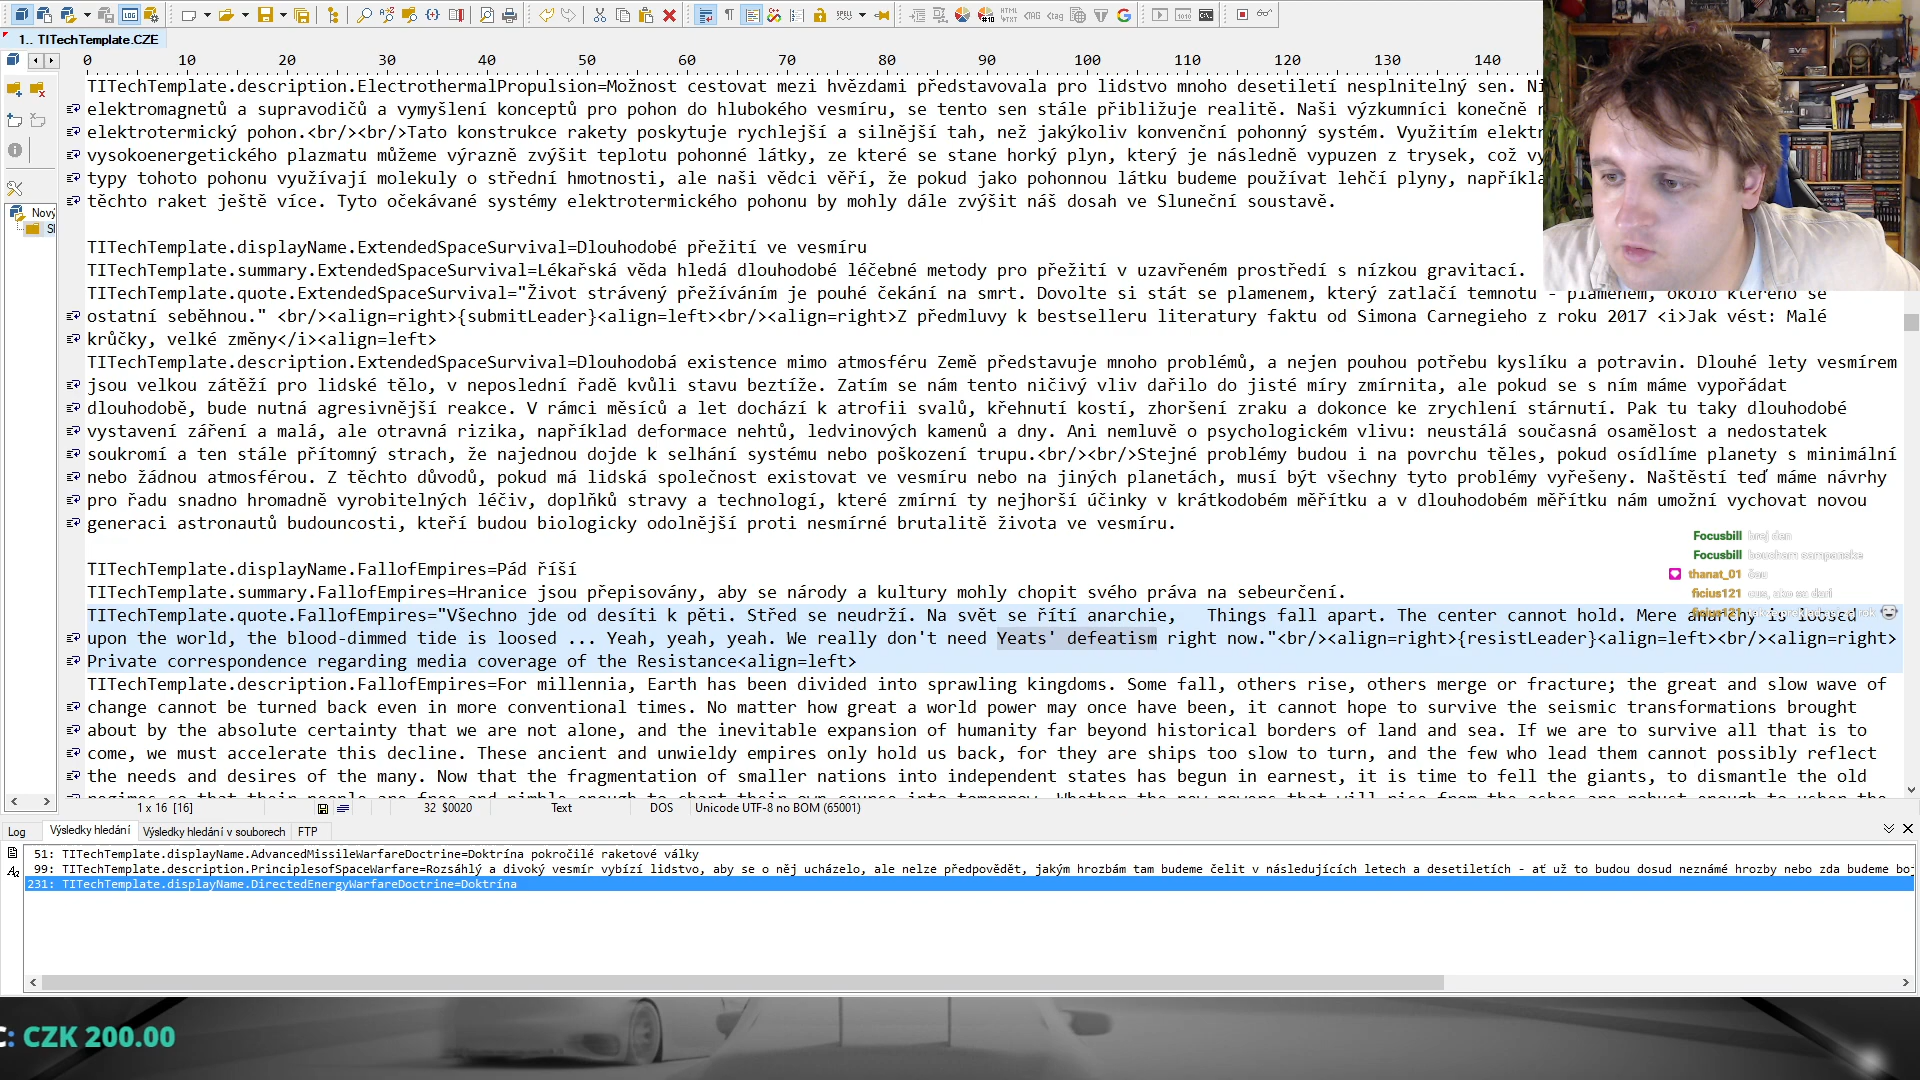 1.. TITechTemplate.CZE
0 10 20 30 40 50 60 70 80 90 100 110 120 130 140
TITechTemplate.description.ElectrothermalPropulsion=Možnost cestovat mezi hvězdami představovala pro lidstvo mnoho desetiletí nesplnitelný sen. Ni
elektromagnetů a supravodičů a vymyšlení konceptů pro pohon do hlubokého vesmíru, se tento sen stále přibližuje realitě. Naši výzkumníci konečně n
elektrotermický pohon.<br/><br/>Tato konstrukce rakety poskytuje rychlejší a silnější tah, než jakýkoliv konvenční pohonný systém. Využitím elektr
vysokoenergetického plazmatu můžeme výrazně zvýšit teplotu pohonné látky, ze které se stane horký plyn, který je následně vypuzen z trysek, což vy
typy tohoto pohonu využívají molekuly o střední hmotnosti, ale naši vědci věří, že pokud jako pohonnou látku budeme používat lehčí plyny, napříkla
těchto raket ještě více. Tyto očekávané systémy elektrotermického pohonu by mohly dále zvýšit náš dosah ve Sluneční soustavě.
Nový
Sl
TITechTemplate.displayName.ExtendedSpaceSurvival=Dlouhodobé přežití ve vesmíru
TITechTemplate.summary.ExtendedSpaceSurvival=Lékařská věda hledá dlouhodobé léčebné metody pro přežití v uzavřeném prostředí s nízkou gravitací.
TITechTemplate.quote.ExtendedSpaceSurvival="Život strávený přežíváním je pouhé čekání na smrt. Dovolte si stát se plamenem, který zatlačí temnotu - plamenem, okolo kterého se
ostatní seběhnou." <br/><align=right>{submitLeader}<align=left><br/><align=right>Z předmluvy k bestselleru literatury faktu od Simona Carnegieho z roku 2017 <i>Jak vést: Malé
krůčky, velké změny</i><align=left>
TITechTemplate.description.ExtendedSpaceSurvival=Dlouhodobá existence mimo atmosféru Země představuje mnoho problémů, a nejen pouhou potřebu kyslíku a potravin. Dlouhé lety vesmírem
jsou velkou zátěží pro lidské tělo, v neposlední řadě kvůli stavu beztíže. Zatím se nám tento ničivý vliv dařilo do jisté míry zmírnita, ale pokud se s ním máme vypořádat
dlouhodobě, bude nutná agresivnější reakce. V rámci měsíců a let dochází k atrofii svalů, křehnutí kostí, zhoršení zraku a dokonce ke zrychlení stárnutí. Pak tu taky dlouhodobé
vystavení záření a malá, ale otravná rizika, například deformace nehtů, ledvinových kamenů a dny. Ani nemluvě o psychologickém vlivu: neustálá současná osamělost a nedostatek
soukromí a ten stále přítomný strach, že najednou dojde k selhání systému nebo poškození trupu.<br/><br/>Stejné problémy budou i na povrchu těles, pokud osídlíme planety s minimální
nebo žádnou atmosférou. Z těchto důvodů, pokud má lidská společnost existovat ve vesmíru nebo na jiných planetách, musí být všechny tyto problémy vyřešeny. Naštěstí teď máme návrhy
pro řadu snadno hromadně vyrobitelných léčiv, doplňků stravy a technologí, které zmírní ty nejhorší účinky v krátkodobém měřítku a v dlouhodobém měřítku nám umožní vychovat novou
generaci astronautů budouncosti, kteří budou biologicky odolnější proti nesmírné brutalitě života ve vesmíru.
Focusbill hrej den
Focusbill
thanat_01 čau
ficius121
ficius121
TITechTemplate.displayName.FallofEmpires=Pád říší
TITechTemplate.summary.FallofEmpires=Hranice jsou přepisovány, aby se národy a kultury mohly chopit svého práva na sebeurčení.
TITechTemplate.quote.FallofEmpires="Všechno jde od desíti k pěti. Střed se neudrží. Na svět se řítí anarchie, Things fall apart. The center cannot hold. Mere anarchy is loosed
upon the world, the blood-dimmed tide is loosed ... Yeah, yeah, yeah. We really don't need Yeats' defeatism right now."<br/><align=right>{resistLeader}<align=left><br/><align=right>
Private correspondence regarding media coverage of the Resistance<align=left>
TITechTemplate.description.FallofEmpires=For millennia, Earth has been divided into sprawling kingdoms. Some fall, others rise, others merge or fracture; the great and slow wave of
change cannot be turned back even in more conventional times. No matter how great a world power may once have been, it cannot hope to survive the seismic transformations brought
about by the absolute certainty that we are not alone, and the inevitable expansion of humanity far beyond historical borders of land and sea. If we are to survive all that is to
come, we must accelerate this decline. These ancient and unwieldy empires only hold us back, for they are ships too slow to turn, and the few who lead them cannot possibly reflect
the needs and desires of the many. Now that the fragmentation of smaller nations into independent states has begun in earnest, it is time to fell the giants, to dismantle the old
1 x 16 [16] 32 $0020 Text DOS Unicode UTF-8 no BOM (65001)
Log Výsledky hledání Výsledky hledání v souborech FTP
51: TITechTemplate.displayName.AdvancedMissileWarfareDoctrine=Doktrína pokročilé raketové války
99: TITechTemplate.description.PrinciplesofSpaceWarfare=Rozsáhlý a divoký vesmír vybízí lidstvo, aby se o něj ucházelo, ale nelze předpovědět, jakým hrozbám tam budeme čelit v následujících letech a desetiletích - ať už to budou dosud neznámé hrozby nebo zda budeme bo
231: TITechTemplate.displayName.DirectedEnergyWarfareDoctrine=Doktrína
: CZK 200.00